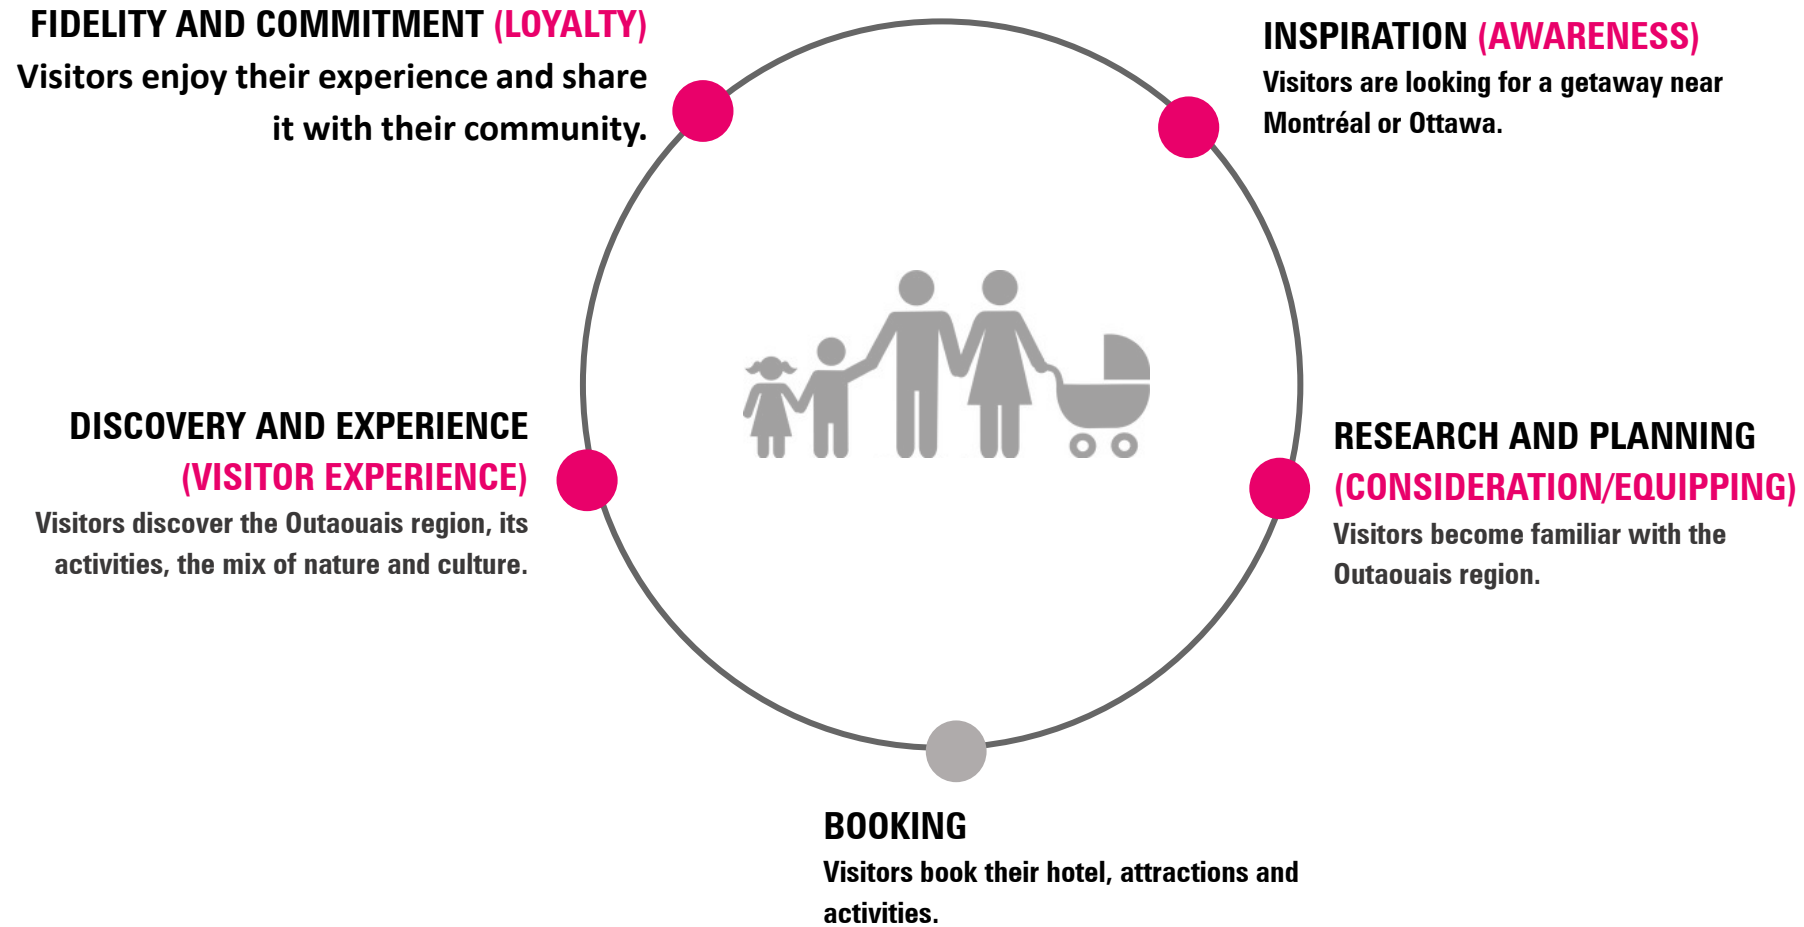 FIDELITY AND COMMITMENT (LOYALTY)
Visitors enjoy their experience and share
it with their community.
INSPIRATION (AWARENESS)
Visitors are looking for a getaway near
Montréal or Ottawa.
DISCOVERY AND EXPERIENCE
(VISITOR EXPERIENCE)
Visitors discover the Outaouais region, its
activities, the mix of nature and culture.
RESEARCH AND PLANNING
(CONSIDERATION/EQUIPPING)
Visitors become familiar with the
Outaouais region.
BOOKING
Visitors book their hotel, attractions and
activities.